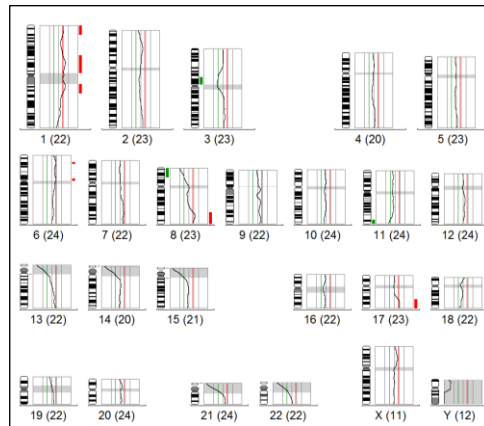 1 (22) 2 (23) 3 (23) 4 (20) 5 (23)
6 (24) 7 (22) 8 (23) 9 (22) 10 (24) 11 (24) 12 (24)
13 (22) 14 (20) 15 (21) 16 (22) 17 (23) 18 (22)
19 (22) 20 (24) 21 (24) 22 (22) X (11) Y (12)